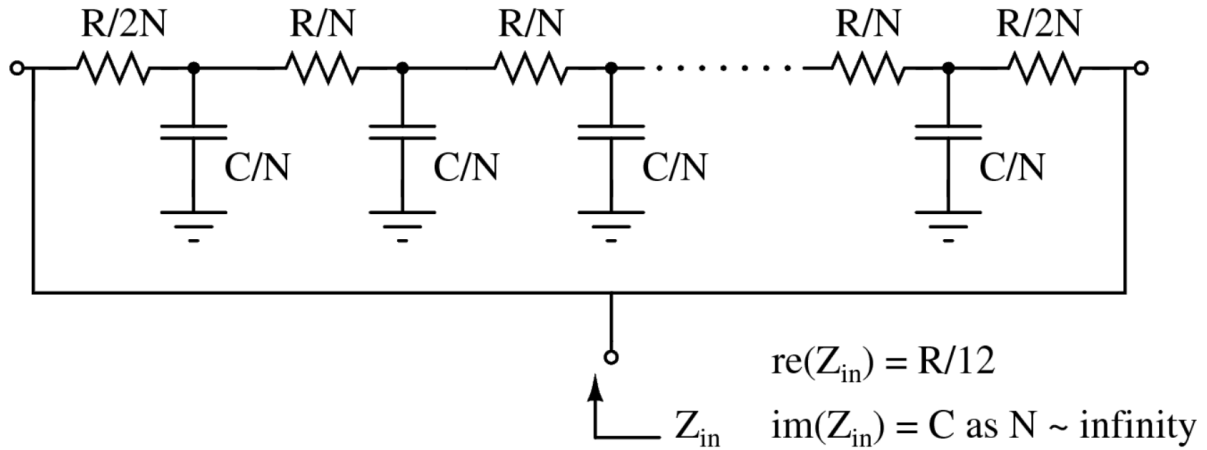 R/2N R/N R/N R/N R/2N
C/N C/N C/N C/N
re(Z_in) = R/12
Z_in im(Z_in) = C as N ~ infinity